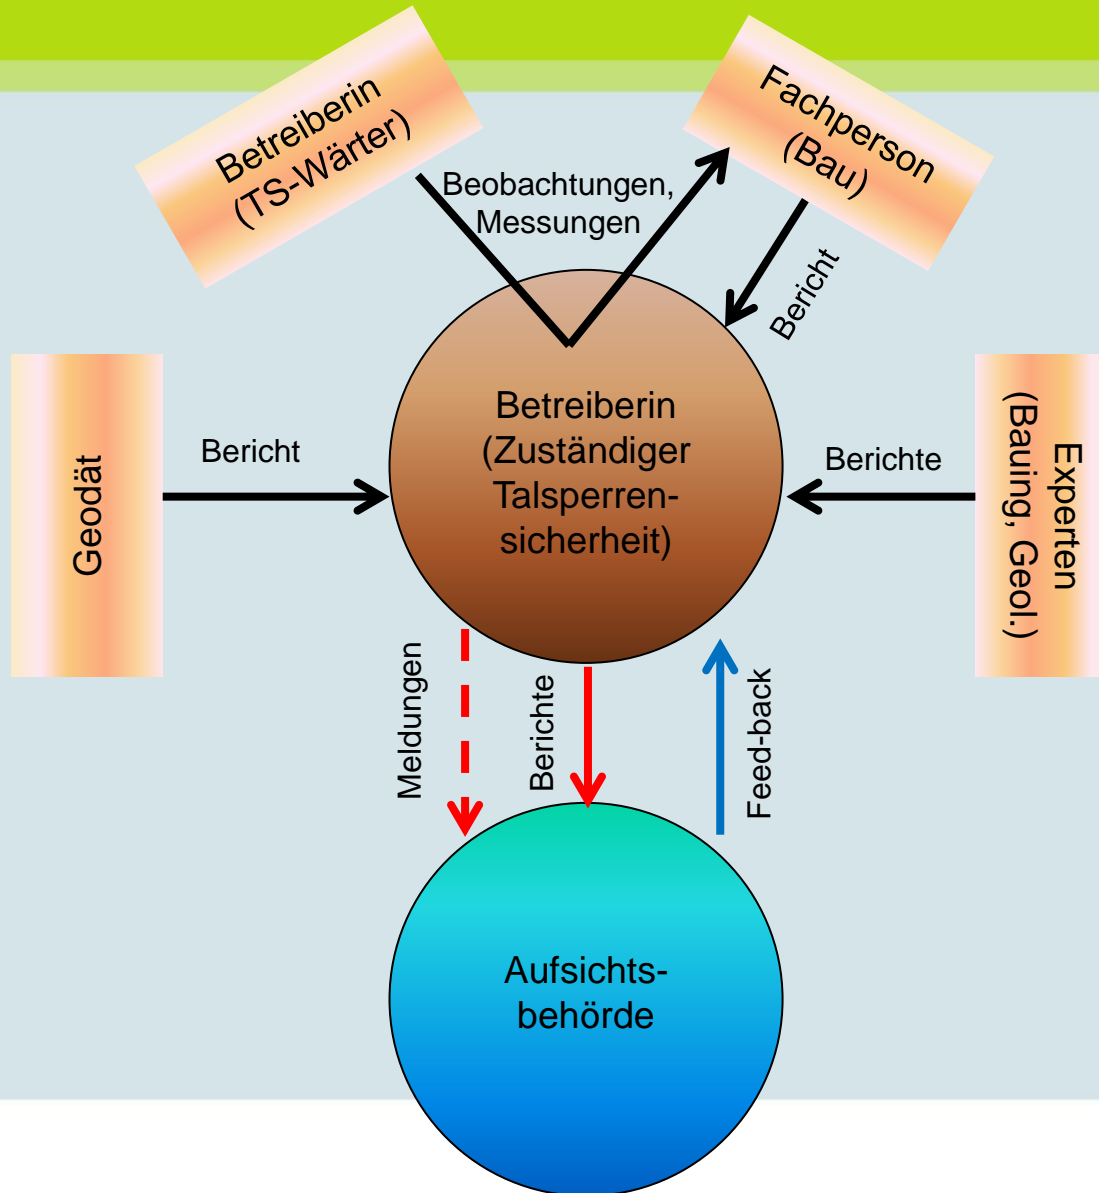 Betreiberin
(TS-Wärter)
Fachperson
(Bau)
Beobachtungen,
Messungen
Bericht
Geodät
Bericht
Betreiberin
(Zuständiger
Talsperren-
sicherheit)
Berichte
Experten
(Bauing, Geol.)
Meldungen
Berichte
Feed-back
Aufsichts-
behörde